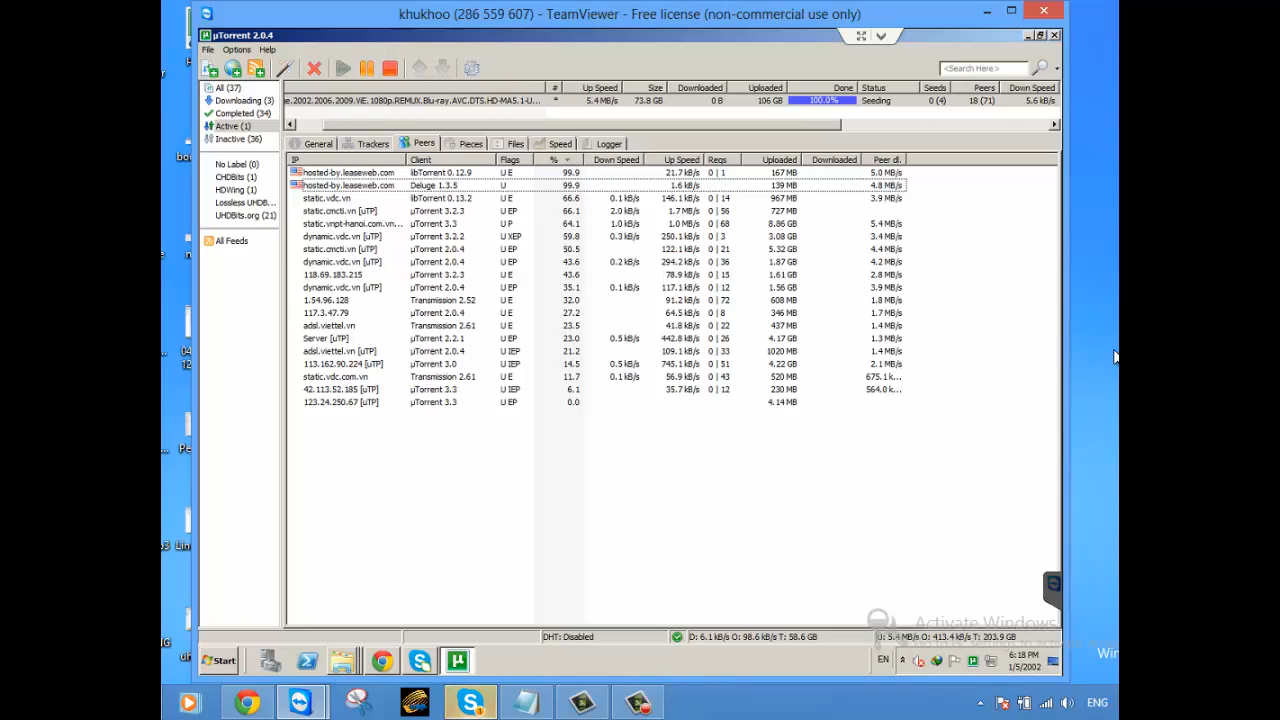 khukhoo (286 559 607) - TeamViewer - Free license (non-commercial use only)
µTorrent 2.0.4
File Options Help
<Search Here>
All (37)
Downloading (3)
Completed (34)
Active (1)
Inactive (36)
No Label (0)
CHDBits (1)
HDWing (1)
Lossless UHDB...
UHDBits.org (21)
All Feeds
# Up Speed Size Downloaded Uploaded Done Status Seeds Peers Down Speed
e.2002.2006.2009.ViE.1080p.REMUX.Blu-ray.AVC.DTS.HD-MA5.1-U... * 5.4 MB/s 73.8 GB 0 B 106 GB 100.0% Seeding 0 (4) 18 (71) 5.6 kB/s
General Trackers Peers Pieces Files Speed Logger
IP Client Flags % Down Speed Up Speed Reqs Uploaded Downloaded Peer dl.
hosted-by.leaseweb.com libTorrent 0.12.9 U E 99.9 21.7 kB/s 0 | 1 167 MB 5.0 MB/s
hosted-by.leaseweb.com Deluge 1.3.5 U 99.9 1.6 kB/s 139 MB 4.8 MB/s
static.vdc.vn libTorrent 0.13.2 U E 66.6 0.1 kB/s 146.1 kB/s 0 | 14 967 MB 3.9 MB/s
static.cmcti.vn [uTP] µTorrent 3.2.3 U EP 66.1 2.0 kB/s 1.7 MB/s 0 | 56 727 MB
static.vnpt-hanoi.com.vn... µTorrent 3.3 U P 64.1 1.0 kB/s 1.0 MB/s 0 | 68 8.86 GB 5.4 MB/s
dynamic.vdc.vn [uTP] µTorrent 3.2.2 U XEP 59.8 0.3 kB/s 250.1 kB/s 0 | 3 3.08 GB 3.4 MB/s
static.cmcti.vn [uTP] µTorrent 2.0.4 U EP 50.5 122.1 kB/s 0 | 21 5.32 GB 4.4 MB/s
dynamic.vdc.vn [uTP] µTorrent 2.0.4 U EP 43.6 0.2 kB/s 294.2 kB/s 0 | 36 1.87 GB 4.2 MB/s
118.69.183.215 µTorrent 3.2.3 U E 43.6 78.9 kB/s 0 | 15 1.61 GB 2.8 MB/s
dynamic.vdc.vn [uTP] µTorrent 2.0.4 U EP 35.1 0.1 kB/s 117.1 kB/s 0 | 12 1.56 GB 3.9 MB/s
1.54.96.128 Transmission 2.52 U E 32.0 91.2 kB/s 0 | 72 608 MB 1.8 MB/s
117.3.47.79 µTorrent 2.0.4 U E 27.2 64.5 kB/s 0 | 8 346 MB 1.7 MB/s
adsl.viettel.vn Transmission 2.61 U E 23.5 41.8 kB/s 0 | 22 437 MB 1.4 MB/s
Server [uTP] µTorrent 2.2.1 U EP 23.0 0.5 kB/s 442.8 kB/s 0 | 26 4.17 GB 1.3 MB/s
adsl.viettel.vn [uTP] µTorrent 2.0.4 U IEP 21.2 109.1 kB/s 0 | 33 1020 MB 1.4 MB/s
113.162.90.224 [uTP] µTorrent 3.0 U IEP 14.5 0.5 kB/s 745.1 kB/s 0 | 51 4.22 GB 2.1 MB/s
static.vdc.com.vn Transmission 2.61 U E 11.7 0.1 kB/s 56.9 kB/s 0 | 43 520 MB 675.1 k...
42.113.52.185 [uTP] µTorrent 3.3 U IEP 6.1 35.7 kB/s 0 | 12 230 MB 564.0 k...
123.24.250.67 [uTP] µTorrent 3.3 U EP 0.0 4.14 MB
Activate Windows
DHT: Disabled D: 6.1 kB/s O: 98.6 kB/s T: 58.6 GB U: 5.4 MB/s O: 413.4 kB/s T: 203.9 GB
Start EN 6:18 PM
1/5/2002
ENG